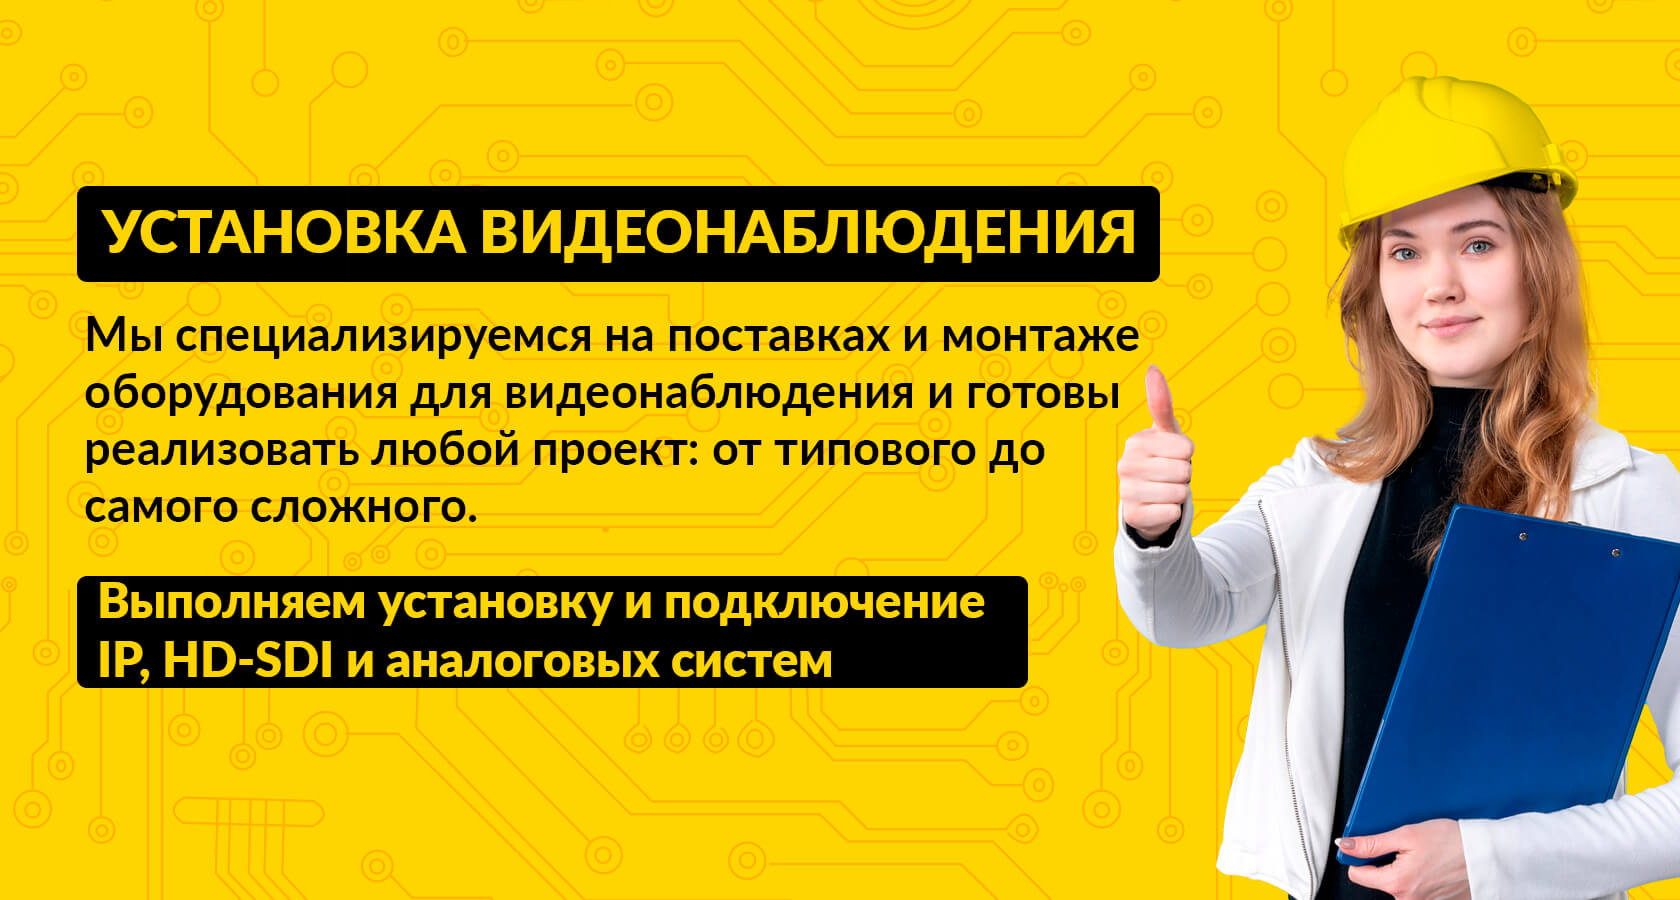 УСТАНОВКА ВИДЕОНАБЛЮДЕНИЯ
Мы специализируемся на поставках и монтаже
оборудования для видеонаблюдения и готовы
реализовать любой проект: от типового до
самого сложного.
Выполняем установку и подключение
IP, HD-SDI и аналоговых систем